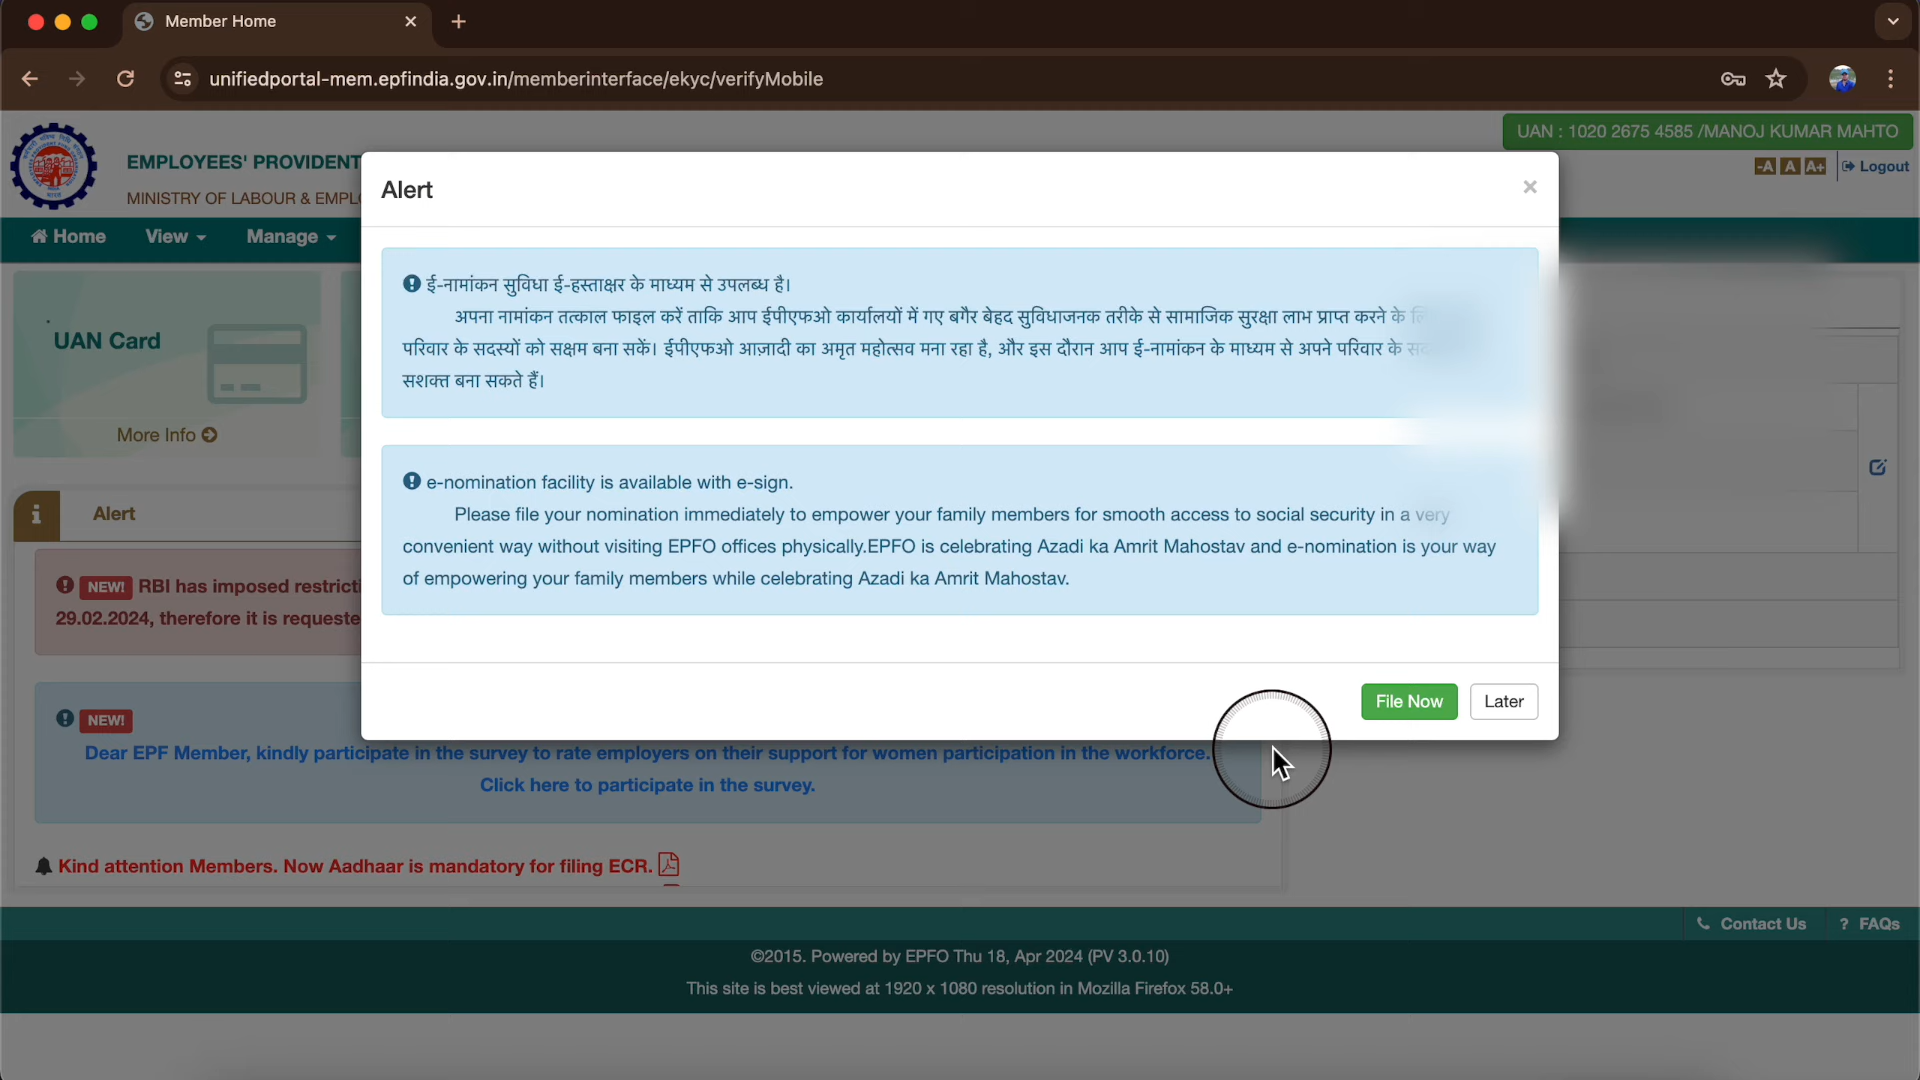 Member Home
unifiedportal-mem.epfindia.gov.in/memberinterface/ekyc/verifyMobile
UAN : 1020 2675 4585 /MANOJ KUMAR MAHTO
EMPLOYEES' PROVIDENT
MINISTRY OF LABOUR & EMPL
-A A A+ Logout
Home View Manage
Alert
ई-नामांकन सुविधा ई-हस्ताक्षर के माध्यम से उपलब्ध है।
अपना नामांकन तत्काल फाइल करें ताकि आप ईपीएफओ कार्यालयों में गए बगैर बेहद सुविधाजनक तरीके से सामाजिक सुरक्षा लाभ प्राप्त करने के
परिवार के सदस्यों को सक्षम बना सकें। ईपीएफओ आज़ादी का अमृत महोत्सव मना रहा है, और इस दौरान आप ई-नामांकन के माध्यम से अपने परिवार के
सशक्त बना सकते हैं।
e-nomination facility is available with e-sign.
Please file your nomination immediately to empower your family members for smooth access to social security in a very
convenient way without visiting EPFO offices physically.EPFO is celebrating Azadi ka Amrit Mahostav and e-nomination is your way
of empowering your family members while celebrating Azadi ka Amrit Mahostav.
File Now Later
UAN Card
More Info
Alert
NEW! RBI has imposed restricti
29.02.2024, therefore it is requeste
NEW!
Dear EPF Member, kindly participate in the survey to rate employers on their support for women participation in the workforce.
Click here to participate in the survey.
Kind attention Members. Now Aadhaar is mandatory for filing ECR.
Contact Us ? FAQs
©2015. Powered by EPFO Thu 18, Apr 2024 (PV 3.0.10)
This site is best viewed at 1920 x 1080 resolution in Mozilla Firefox 58.0+